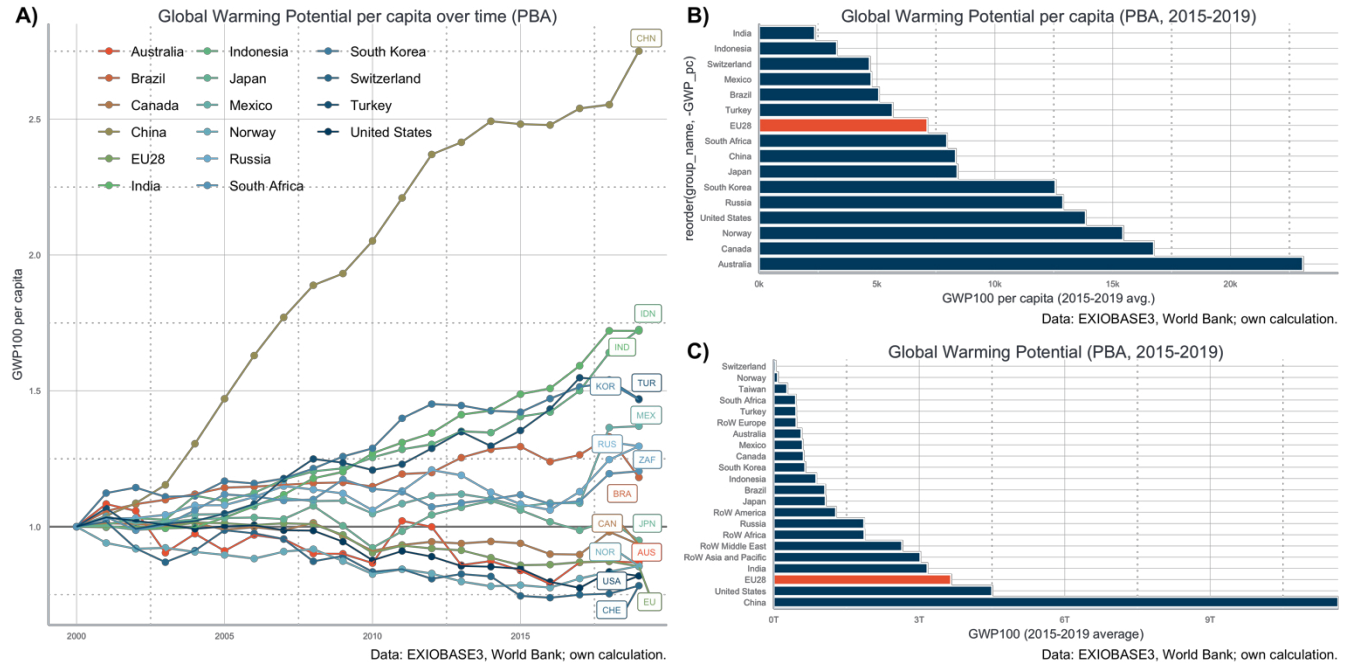 A)
Global Warming Potential per capita over time (PBA)
GWP100 per capita
Australia
Brazil
Canada
China
EU28
India
Indonesia
Japan
Mexico
Norway
Russia
South Africa
South Korea
Switzerland
Turkey
United States
2.5
2.0
1.5
1.0
CHN
IDN
IND
KOR
TUR
MEX
RUS
ZAF
BRA
CAN
JPN
NOR
AUS
USA
CHE
EU
2000
2005
2010
2015
Data: EXIOBASE3, World Bank; own calculation.
B)
Global Warming Potential per capita (PBA, 2015-2019)
reorder(group_name, -GWP_pc)
India
Indonesia
Switzerland
Mexico
Brazil
Turkey
EU28
South Africa
China
Japan
South Korea
Russia
United States
Norway
Canada
Australia
0k
5k
10k
15k
20k
GWP100 per capita (2015-2019 avg.)
Data: EXIOBASE3, World Bank; own calculation.
C)
Global Warming Potential (PBA, 2015-2019)
Switzerland
Norway
Taiwan
South Africa
Turkey
RoW Europe
Australia
Mexico
Canada
South Korea
Indonesia
Brazil
Japan
RoW America
Russia
RoW Africa
RoW Middle East
RoW Asia and Pacific
India
EU28
United States
China
0T
3T
6T
9T
GWP100 (2015-2019 average)
Data: EXIOBASE3, World Bank; own calculation.